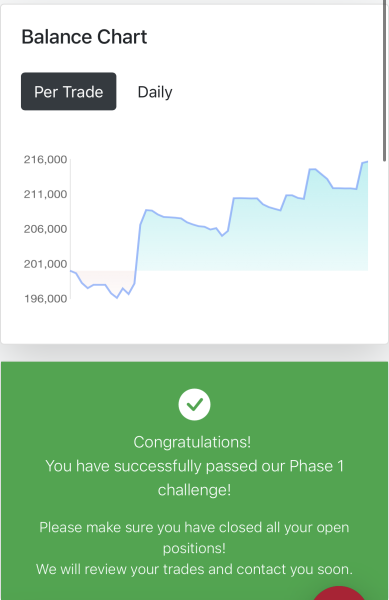 Balance Chart
Per Trade Daily
216,000
211,000
206,000
201,000
196,000
Congratulations!
You have successfully passed our Phase 1
challenge!
Please make sure you have closed all your open
positions!
We will review your trades and contact you soon.